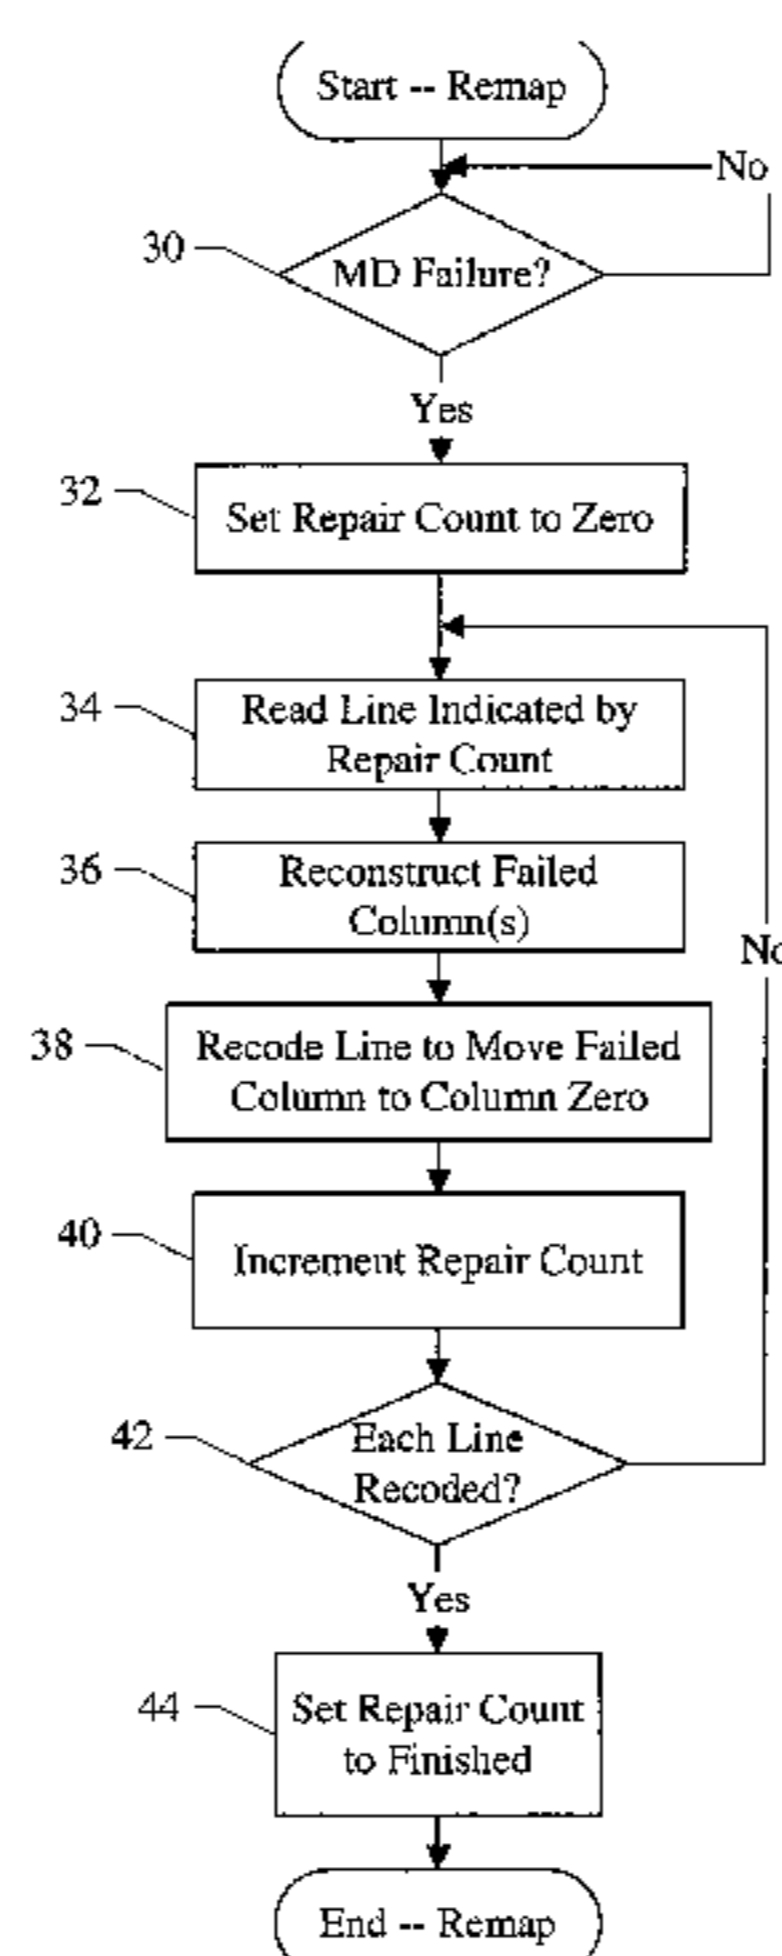 Start -- Remap
No
30
MD Failure?
Yes
32
Set Repair Count to Zero
34
Read Line Indicated by
Repair Count
36
Reconstruct Failed
Column(s)
No
38
Recode Line to Move Failed
Column to Column Zero
40
Increment Repair Count
42
Each Line
Recoded?
Yes
44
Set Repair Count
to Finished
End -- Remap